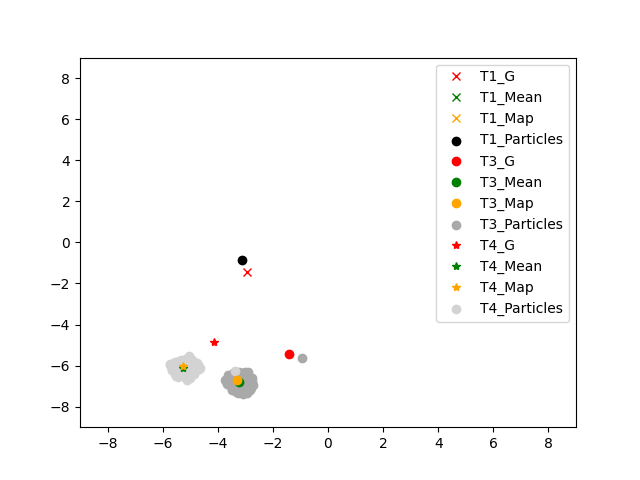 8
6
4
2
0
−2
−4
−6
−8
−8
−6
−4
−2
0
2
4
6
8
T1_G
T1_Mean
T1_Map
T1_Particles
T3_G
T3_Mean
T3_Map
T3_Particles
T4_G
T4_Mean
T4_Map
T4_Particles